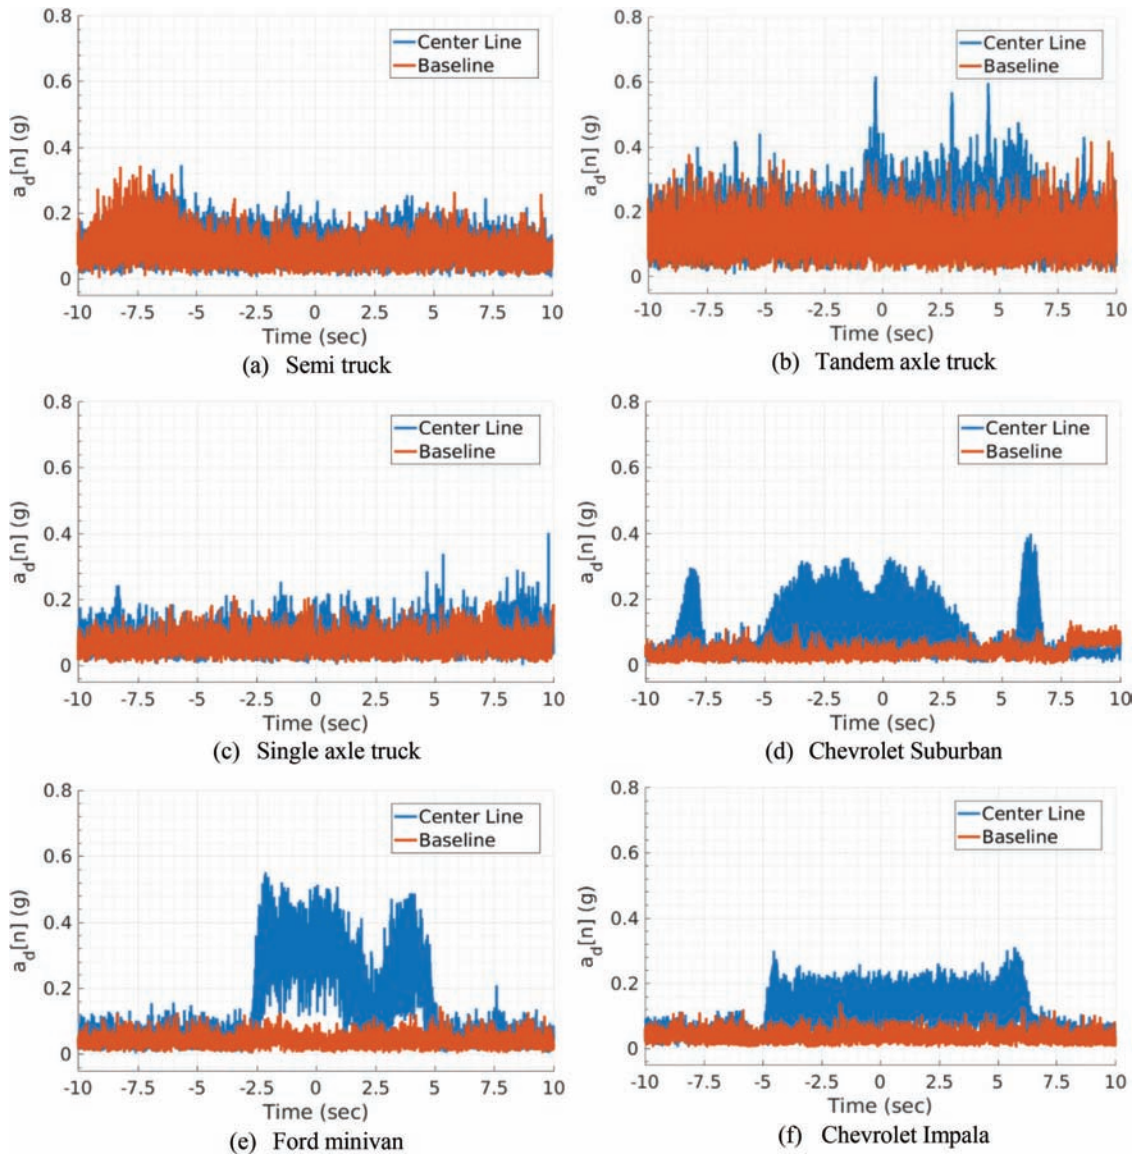 0.8
0.6
0.4
0.2
0
a_d[n] (g)
Center Line
Baseline
-10 -7.5 -5 -2.5 0 2.5 5 7.5 10
Time (sec)
(a) Semi truck
0.8
0.6
0.4
0.2
0
a_d[n] (g)
Center Line
Baseline
-10 -7.5 -5 -2.5 0 2.5 5 7.5 10
Time (sec)
(b) Tandem axle truck
0.8
0.6
0.4
0.2
0
a_d[n] (g)
Center Line
Baseline
-10 -7.5 -5 -2.5 0 2.5 5 7.5 10
Time (sec)
(c) Single axle truck
0.8
0.6
0.4
0.2
0
a_d[n] (g)
Center Line
Baseline
-10 -7.5 -5 -2.5 0 2.5 5 7.5 10
Time (sec)
(d) Chevrolet Suburban
0.8
0.6
0.4
0.2
0
a_d[n] (g)
Center Line
Baseline
-10 -7.5 -5 -2.5 0 2.5 5 7.5 10
Time (sec)
(e) Ford minivan
0.8
0.6
0.4
0.2
0
a_d[n] (g)
Center Line
Baseline
-10 -7.5 -5 -2.5 0 2.5 5 7.5 10
Time (sec)
(f) Chevrolet Impala